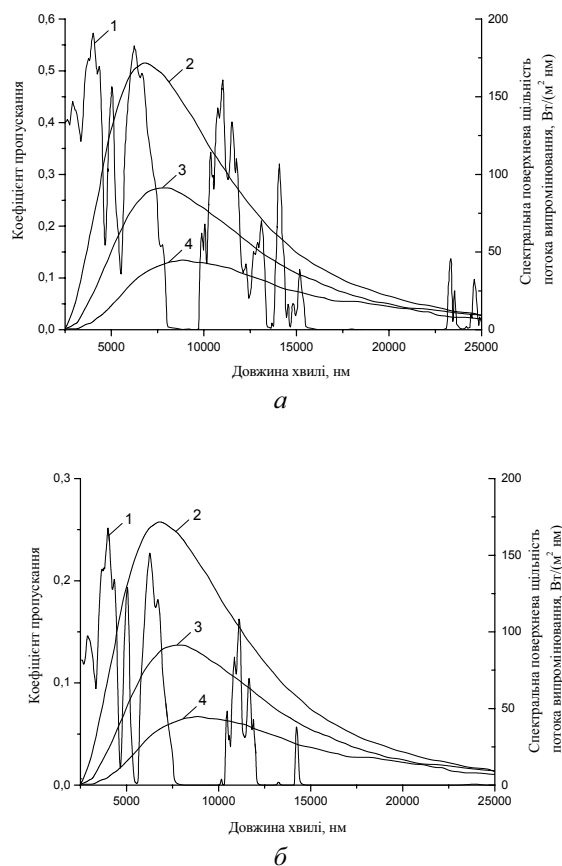 0,6
0,5
0,4
0,3
0,2
0,1
0,0
Коефіцієнт пропускання
1
2
3
4
200
150
100
50
0
Спектральна поверхнева щільність
потока випромінювання, Вт/(м² нм)
5000 10000 15000 20000 25000
Довжина хвилі, нм
а
0,3
0,2
0,1
0,0
Коефіцієнт пропускання
1
2
3
4
200
150
100
50
0
Спектральна поверхнева щільність
потока випромінювання, Вт/(м² нм)
5000 10000 15000 20000 25000
Довжина хвилі, нм
б